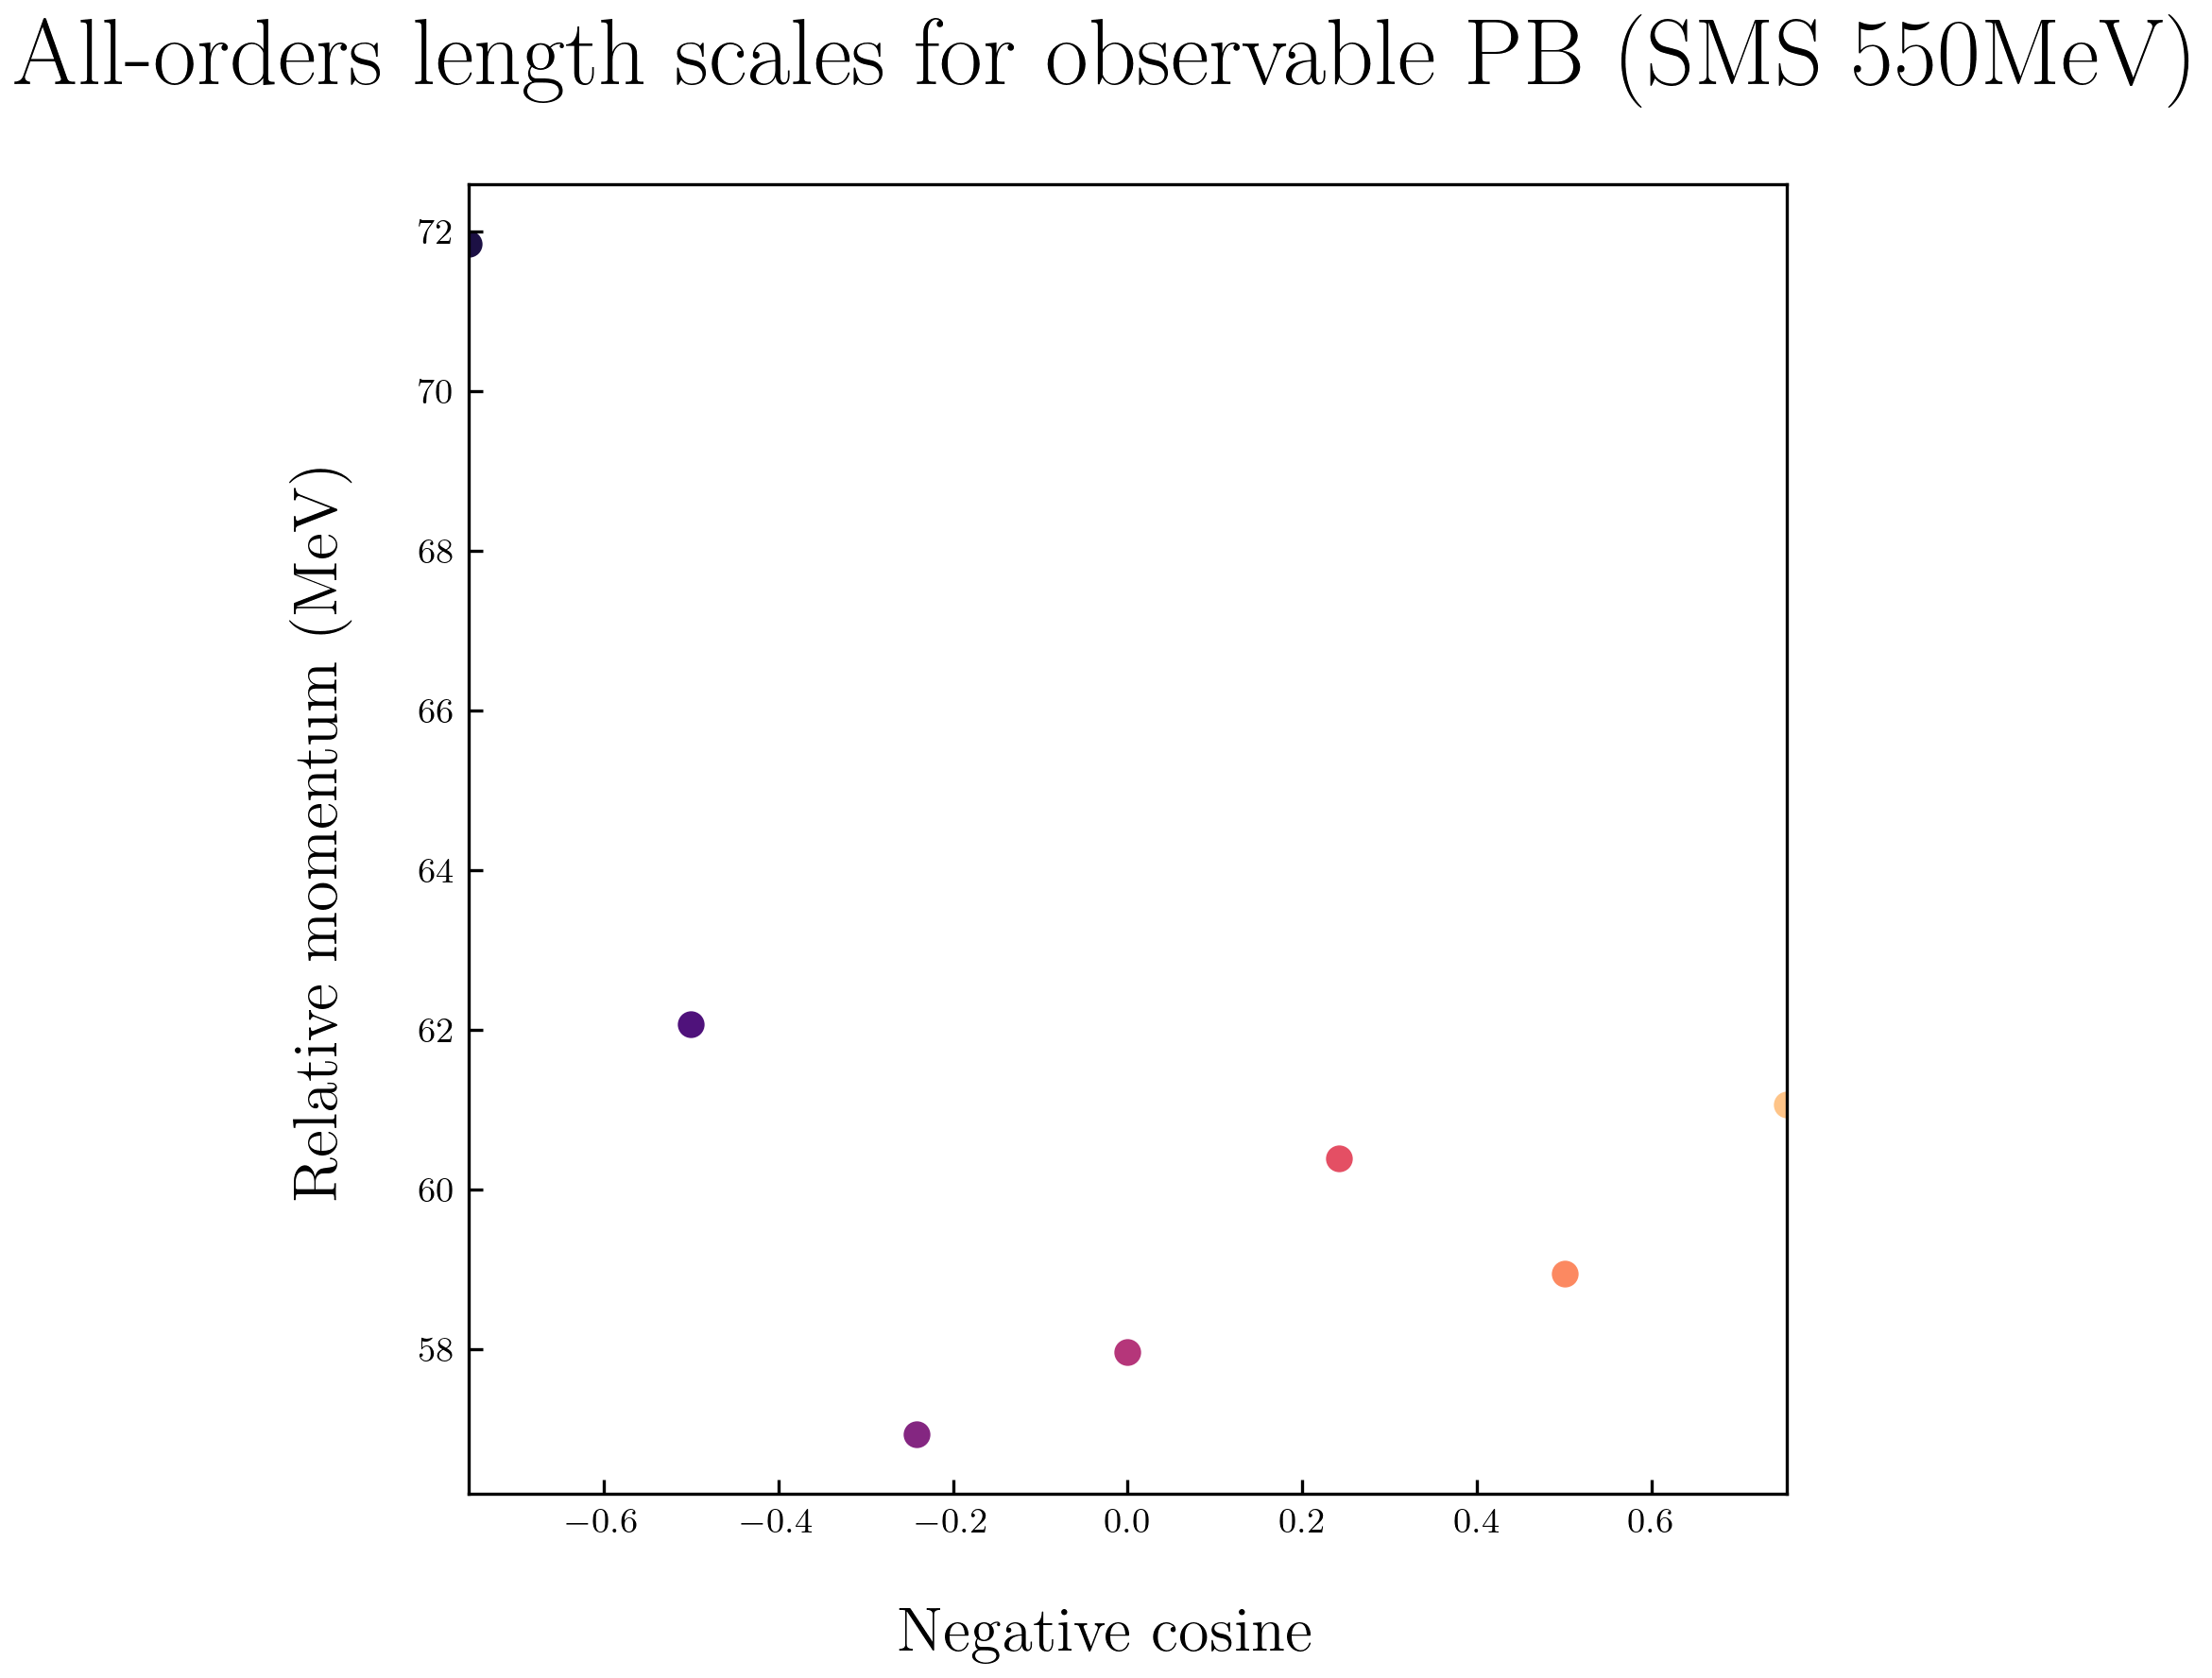 All-orders length scales for observable PB (SMS 550MeV)
72
70
68
66
64
62
60
58
Relative momentum (MeV)
−0.6 −0.4 −0.2 0.0 0.2 0.4 0.6
Negative cosine